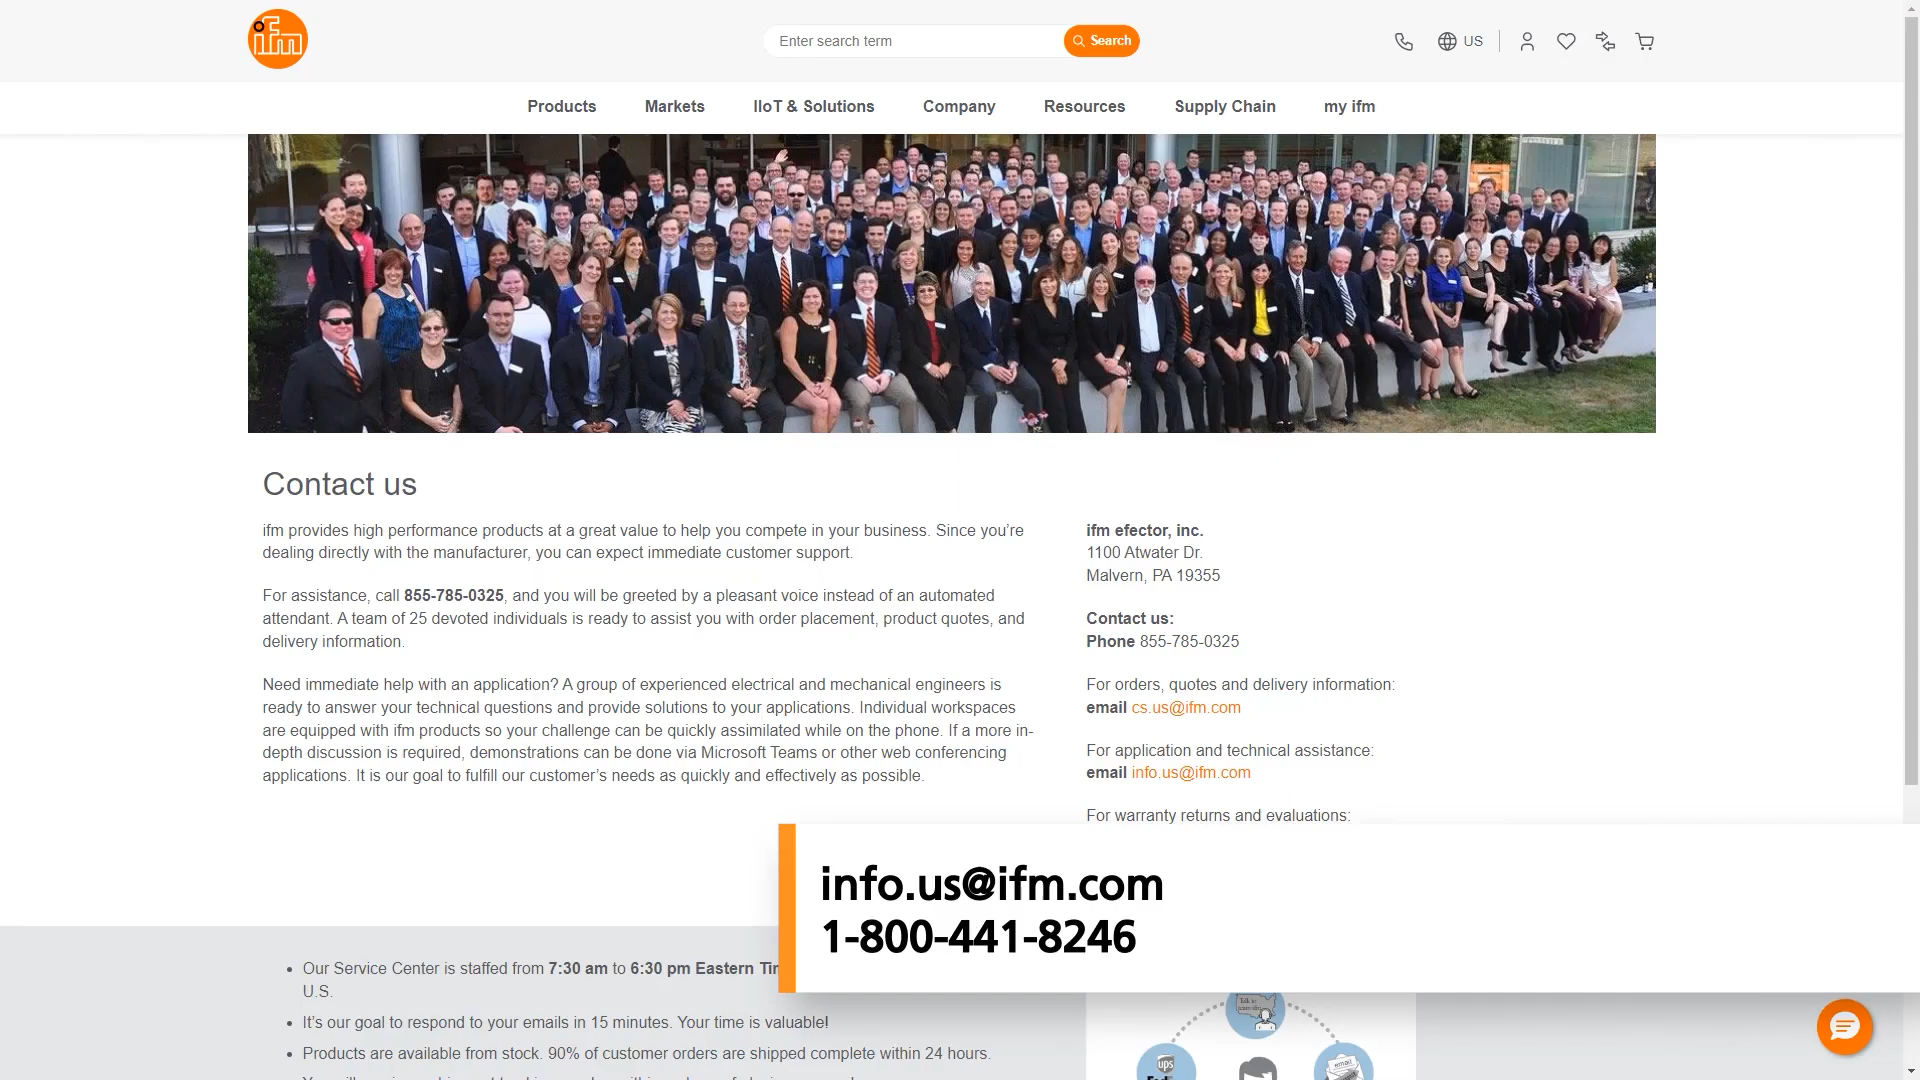 ifm
Enter search term
Search
US
Products
Markets
IIoT & Solutions
Company
Resources
Supply Chain
my ifm
Contact us
ifm provides high performance products at a great value to help you compete in your business. Since you’re
dealing directly with the manufacturer, you can expect immediate customer support.
For assistance, call 855-785-0325, and you will be greeted by a pleasant voice instead of an automated
attendant. A team of 25 devoted individuals is ready to assist you with order placement, product quotes, and
delivery information.
Need immediate help with an application? A group of experienced electrical and mechanical engineers is
ready to answer your technical questions and provide solutions to your applications. Individual workspaces
are equipped with ifm products so your challenge can be quickly assimilated while on the phone. If a more in-
depth discussion is required, demonstrations can be done via Microsoft Teams or other web conferencing
applications. It is our goal to fulfill our customer’s needs as quickly and effectively as possible.
ifm efector, inc.
1100 Atwater Dr.
Malvern, PA 19355
Contact us:
Phone 855-785-0325
For orders, quotes and delivery information:
email cs.us@ifm.com
For application and technical assistance:
email info.us@ifm.com
For warranty returns and evaluations:
info.us@ifm.com
1-800-441-8246
Our Service Center is staffed from 7:30 am to 6:30 pm Eastern
U.S.
It’s our goal to respond to your emails in 15 minutes. Your time is valuable!
Products are available from stock. 90% of customer orders are shipped complete within 24 hours.
Talk to
ups
email